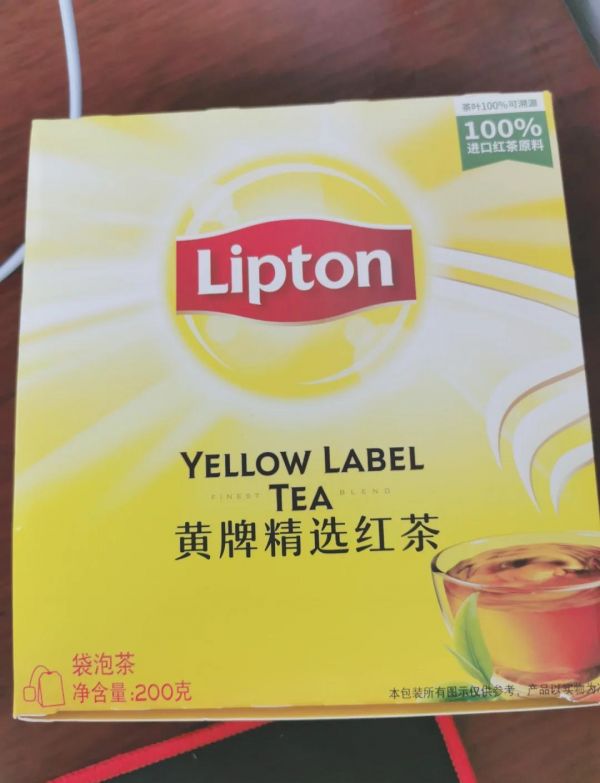 茶叶100%可溯源
100%
进口红茶原料
Lipton
YELLOW LABEL
FINEST BLEND
TEA
黄牌精选红茶
袋泡茶
净含量:200克
本包装所有图示仅供参考，产品以实物为